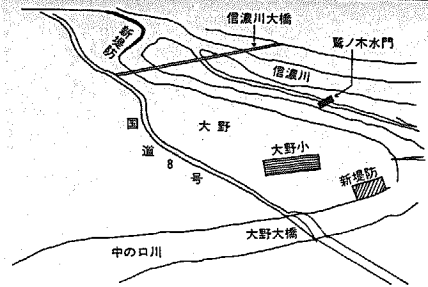 信濃川大橋
鷲ノ木水門
新堤防
信濃川
国道8号
大野
大野小
新堤防
大野大橋
中の口川